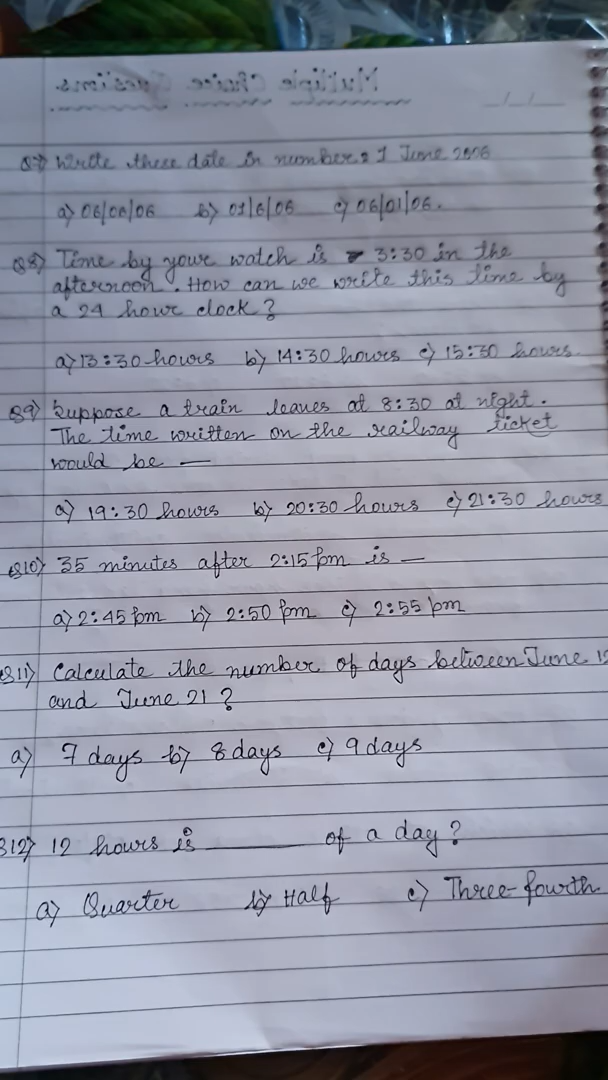 Multiple Choice Questions.
Q7) Write these date in number: 1 June 2006
a) 06/06/06 b) 01/6/06 c) 06/01/06.
Q8) Time by your watch is 3:30 in the
afternoon. How can we write this time by
a 24 hour clock?
a) 13:30 hours b) 14:30 hours c) 15:30 hours.
Q9) Suppose a train leaves at 8:30 at night.
The time written on the railway ticket
would be —
a) 19:30 hours b) 20:30 hours c) 21:30 hours
Q10) 35 minutes after 2:15 pm is —
a) 2:45 pm b) 2:50 pm c) 2:55 pm
Q11) Calculate the number of days between June
and June 21?
a) 7 days b) 8 days c) 9 days
Q12) 12 hours is ______ of a day?
a) Quarter b) Half c) Three-fourth